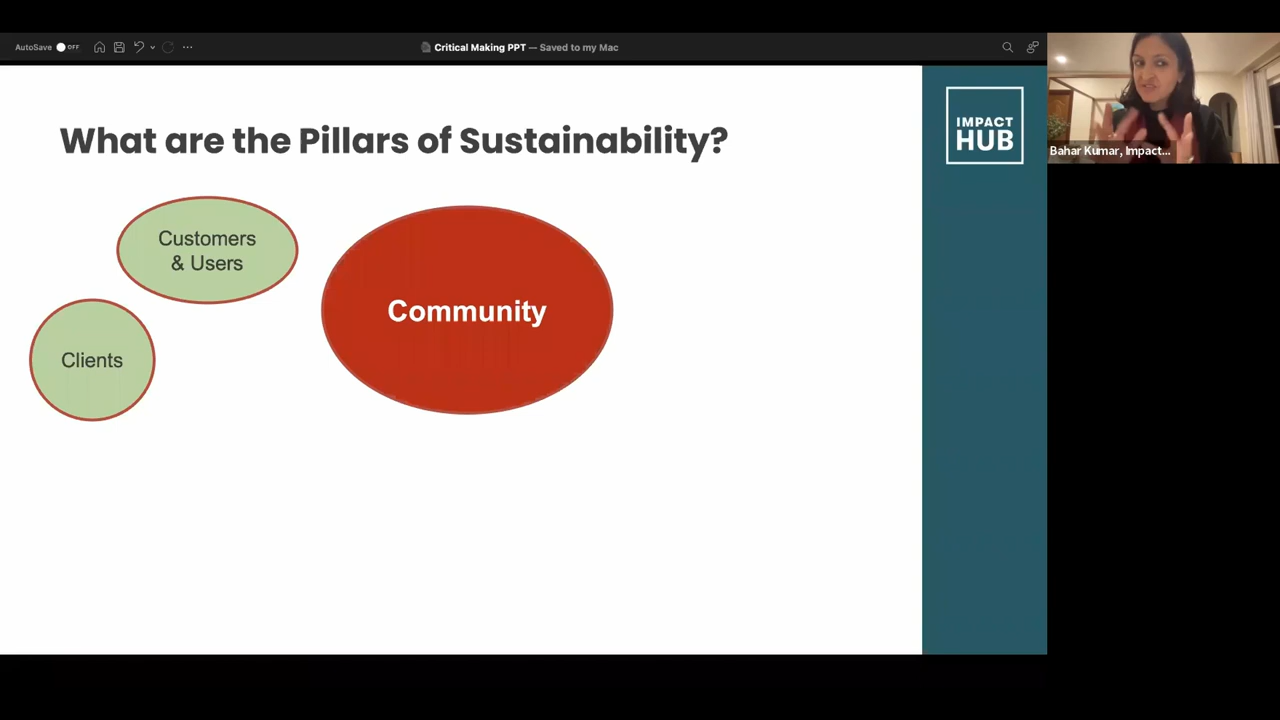 AutoSave OFF
Critical Making PPT — Saved to my Mac
What are the Pillars of Sustainability?
IMPACT
HUB
Bahar Kumar, Impact...
Customers
& Users
Community
Clients